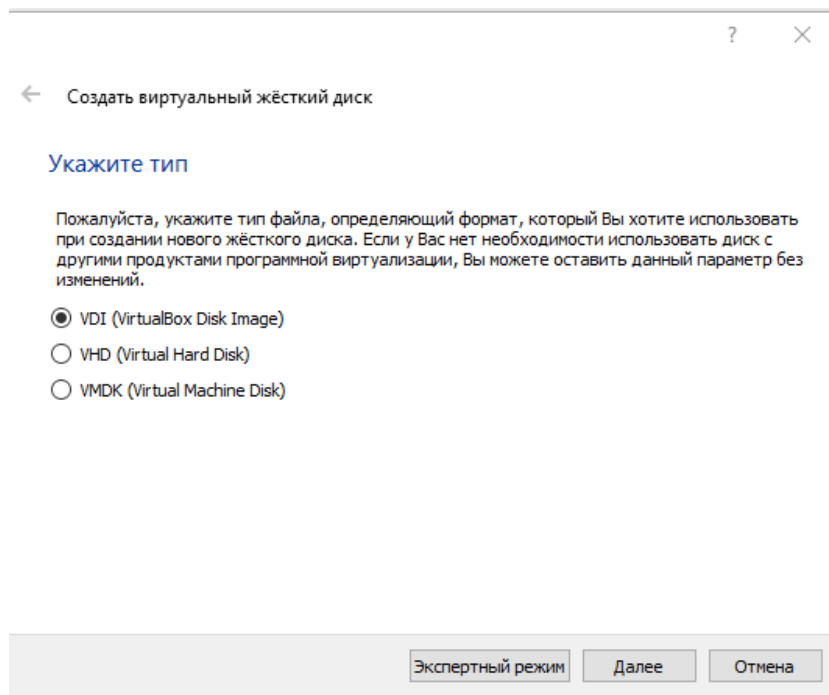 ?
Создать виртуальный жёсткий диск
Укажите тип
Пожалуйста, укажите тип файла, определяющий формат, который Вы хотите использовать
при создании нового жёсткого диска. Если у Вас нет необходимости использовать диск с
другими продуктами программной виртуализации, Вы можете оставить данный параметр без
изменений.
VDI (VirtualBox Disk Image)
VHD (Virtual Hard Disk)
VMDK (Virtual Machine Disk)
Экспертный режим Далее Отмена